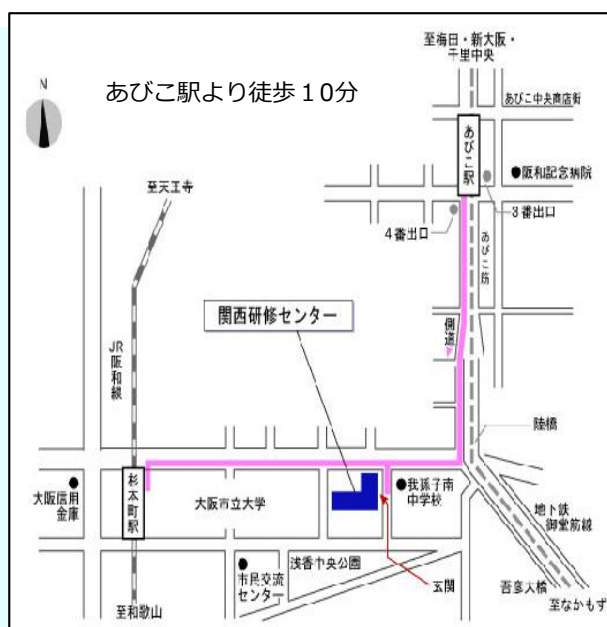 至梅田・新大阪・
千里中央
N
あびこ駅より徒歩１０分
あびこ中央商店街
あびこ駅
阪和記念病院
至天王寺
3番出口
4番出口
あびこ筋
関西研修センター
側道
JR阪和線
陸橋
杉本町駅
大阪信用
金庫
大阪市立大学
我孫子南
中学校
地下鉄
御堂筋線
浅香中央公園
市民交流
センター
玄関
吾彦大橋
至和歌山
至なかもず